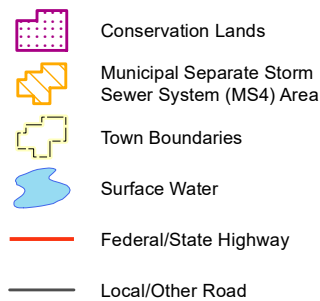 Conservation Lands
Municipal Separate Storm
Sewer System (MS4) Area
Town Boundaries
Surface Water
Federal/State Highway
Local/Other Road